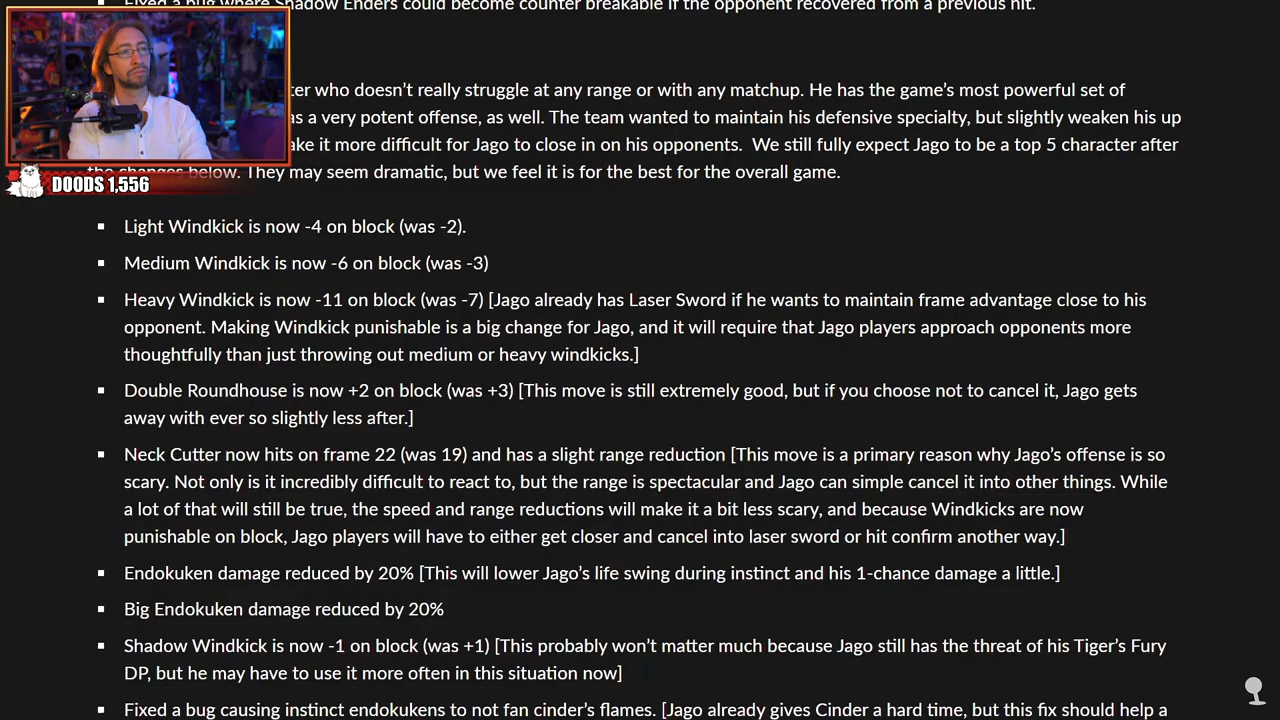 Fixed a bug where Shadow Enders could become counter breakable if the opponent recovered from a previous hit.
ter who doesn't really struggle at any range or with any matchup. He has the game's most powerful set of
as a very potent offense, as well. The team wanted to maintain his defensive specialty, but slightly weaken his up
ake it more difficult for Jago to close in on his opponents. We still fully expect Jago to be a top 5 character after
the changes below. They may seem dramatic, but we feel it is for the best for the overall game.
DOODS 1,556
▪ Light Windkick is now -4 on block (was -2).
▪ Medium Windkick is now -6 on block (was -3)
▪ Heavy Windkick is now -11 on block (was -7) [Jago already has Laser Sword if he wants to maintain frame advantage close to his
opponent. Making Windkick punishable is a big change for Jago, and it will require that Jago players approach opponents more
thoughtfully than just throwing out medium or heavy windkicks.]
▪ Double Roundhouse is now +2 on block (was +3) [This move is still extremely good, but if you choose not to cancel it, Jago gets
away with ever so slightly less after.]
▪ Neck Cutter now hits on frame 22 (was 19) and has a slight range reduction [This move is a primary reason why Jago's offense is so
scary. Not only is it incredibly difficult to react to, but the range is spectacular and Jago can simple cancel it into other things. While
a lot of that will still be true, the speed and range reductions will make it a bit less scary, and because Windkicks are now
punishable on block, Jago players will have to either get closer and cancel into laser sword or hit confirm another way.]
▪ Endokuken damage reduced by 20% [This will lower Jago's life swing during instinct and his 1-chance damage a little.]
▪ Big Endokuken damage reduced by 20%
▪ Shadow Windkick is now -1 on block (was +1) [This probably won't matter much because Jago still has the threat of his Tiger's Fury
DP, but he may have to use it more often in this situation now]
▪ Fixed a bug causing instinct endokukens to not fan cinder's flames. [Jago already gives Cinder a hard time, but this fix should help a